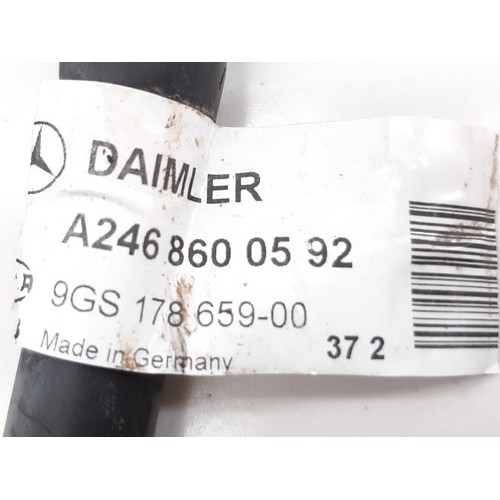 DAIMLER
A246 860 05 92
9GS 178 659-00
Made in Germany 37 2